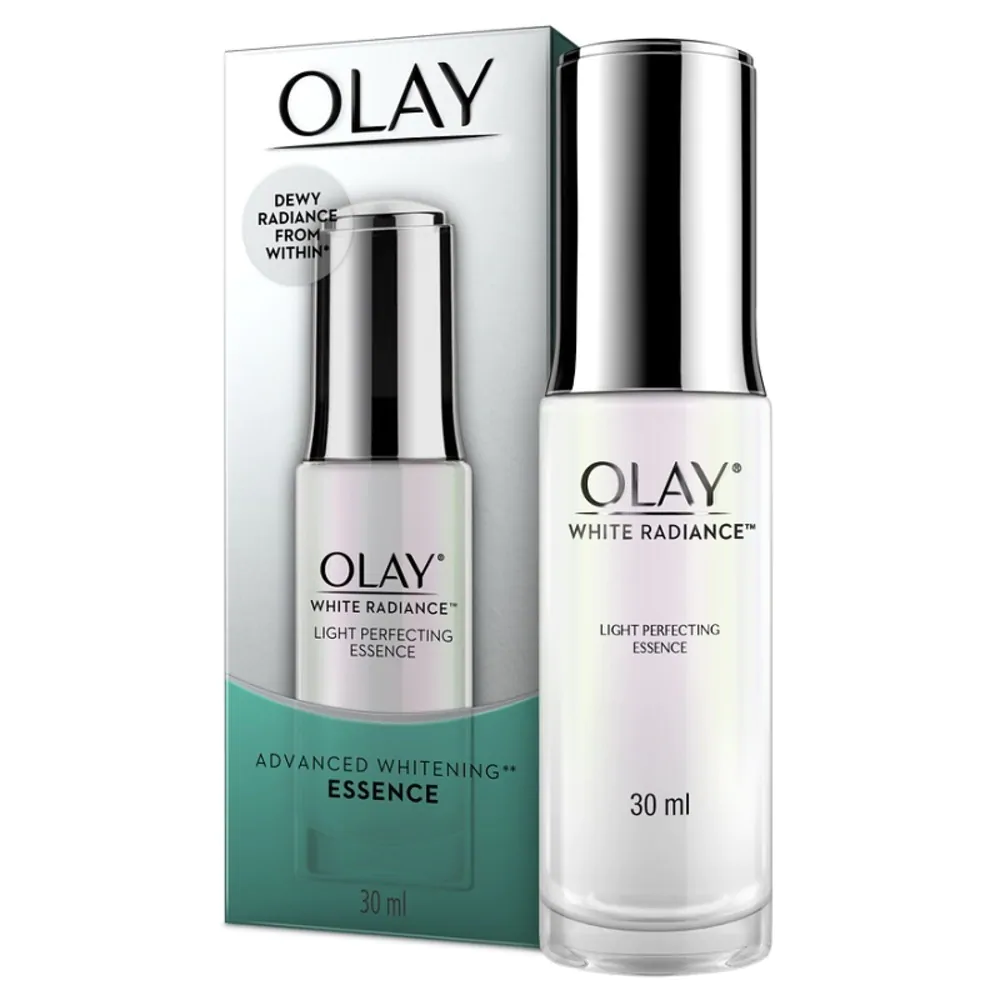 OLAY
DEWY
RADIANCE
FROM
WITHIN*
OLAY®
WHITE RADIANCE™
LIGHT PERFECTING
ESSENCE
ADVANCED WHITENING**
ESSENCE
30 ml
OLAY®
WHITE RADIANCE™
LIGHT PERFECTING
ESSENCE
30 ml